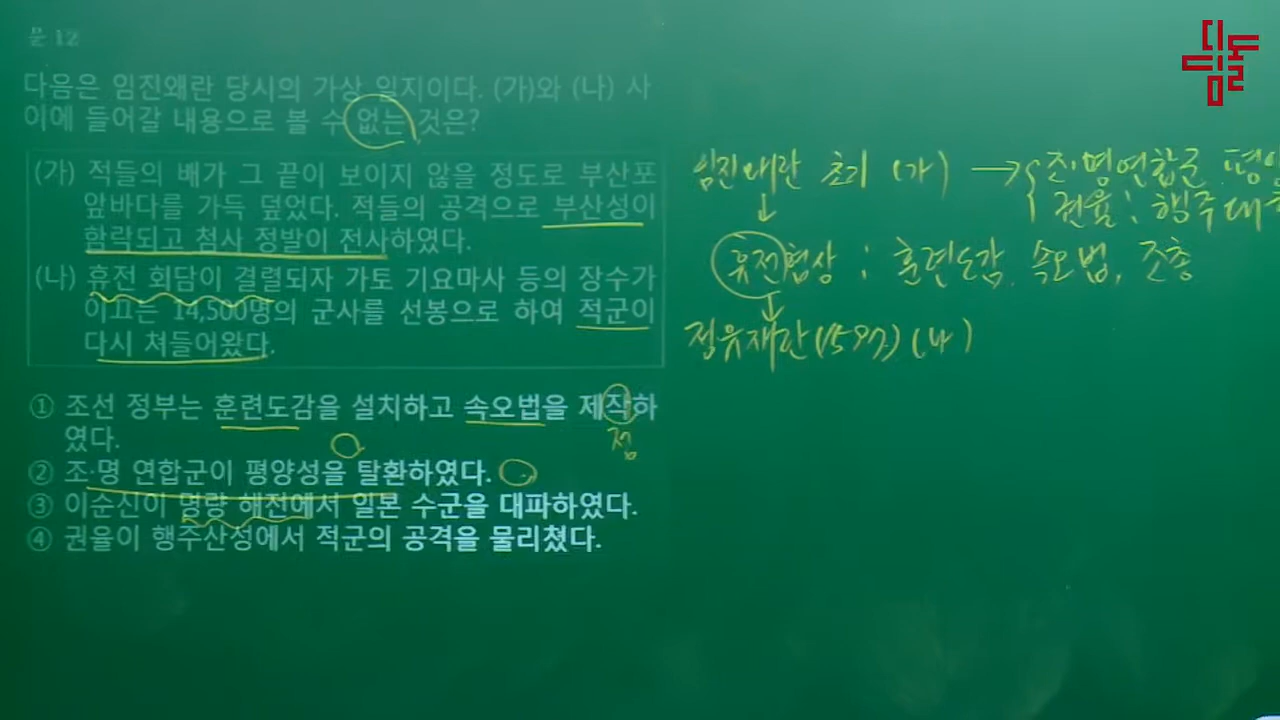 문 12
다음은 임진왜란 당시의 가상 일지이다. (가)와 (나) 사
이에 들어갈 내용으로 볼 수 없는 것은?
(가) 적들의 배가 그 끝이 보이지 않을 정도로 부산포
앞바다를 가득 덮었다. 적들의 공격으로 부산성이
함락되고 첨사 정발이 전사하였다.
(나) 휴전 회담이 결렬되자 가토 기요마사 등의 장수가
이끄는 14,500명의 군사를 선봉으로 하여 적군이
다시 쳐들어왔다.
① 조선 정부는 훈련도감을 설치하고 속오법을 제작하
였다.
정
② 조·명 연합군이 평양성을 탈환하였다.
③ 이순신이 명량 해전에서 일본 수군을 대파하였다.
④ 권율이 행주산성에서 적군의 공격을 물리쳤다.
임진왜란 초기 (가) → 조명연합군 평양
권율 : 행주대
↓
휴전협상 : 훈련도감, 속오법, 조총
↓
정유재란(1597) (나)